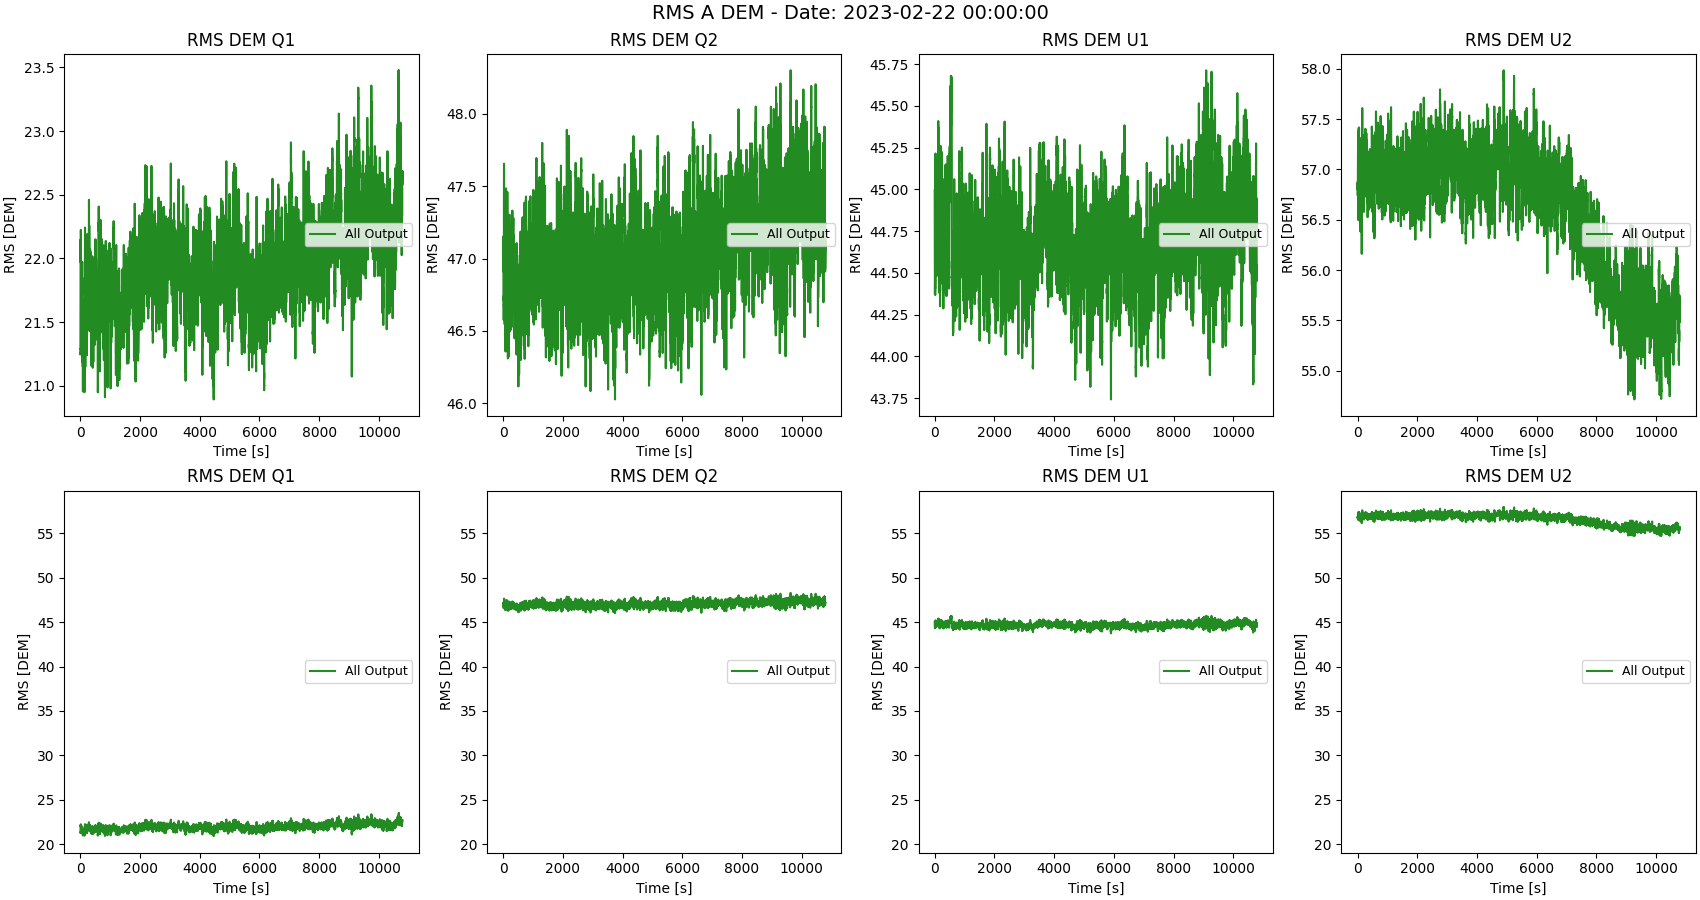 RMS A DEM - Date: 2023-02-22 00:00:00
RMS DEM Q1
RMS [DEM]
23.5
23.0
22.5
22.0
21.5
21.0
All Output
0 2000 4000 6000 8000 10000
Time [s]
RMS DEM Q2
RMS [DEM]
48.0
47.5
47.0
46.5
46.0
All Output
0 2000 4000 6000 8000 10000
Time [s]
RMS DEM U1
RMS [DEM]
45.75
45.50
45.25
45.00
44.75
44.50
44.25
44.00
43.75
All Output
0 2000 4000 6000 8000 10000
Time [s]
RMS DEM U2
RMS [DEM]
58.0
57.5
57.0
56.5
56.0
55.5
55.0
All Output
0 2000 4000 6000 8000 10000
Time [s]
RMS DEM Q1
RMS [DEM]
55
50
45
40
35
30
25
20
All Output
0 2000 4000 6000 8000 10000
Time [s]
RMS DEM Q2
RMS [DEM]
55
50
45
40
35
30
25
20
All Output
0 2000 4000 6000 8000 10000
Time [s]
RMS DEM U1
RMS [DEM]
55
50
45
40
35
30
25
20
All Output
0 2000 4000 6000 8000 10000
Time [s]
RMS DEM U2
RMS [DEM]
55
50
45
40
35
30
25
20
All Output
0 2000 4000 6000 8000 10000
Time [s]